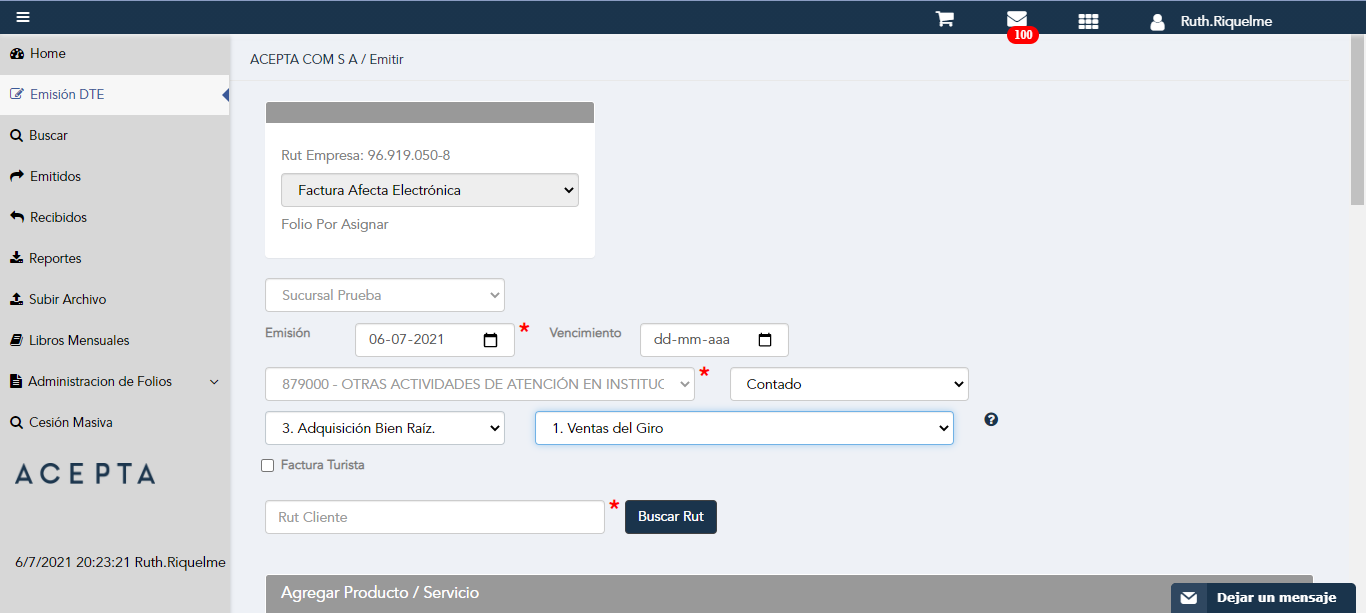 100
Ruth.Riquelme
Home
Emisión DTE
Buscar
Emitidos
Recibidos
Reportes
Subir Archivo
Libros Mensuales
Administracion de Folios
Cesión Masiva
ACEPTA
6/7/2021 20:23:21 Ruth.Riquelme
ACEPTA COM S A / Emitir
Rut Empresa: 96.919.050-8
Factura Afecta Electrónica
Folio Por Asignar
Sucursal Prueba
Emisión 06-07-2021 * Vencimiento dd-mm-aaa
879000 - OTRAS ACTIVIDADES DE ATENCIÓN EN INSTITUC * Contado
3. Adquisición Bien Raíz. 1. Ventas del Giro ?
Factura Turista
Rut Cliente * Buscar Rut
Agregar Producto / Servicio
Dejar un mensaje